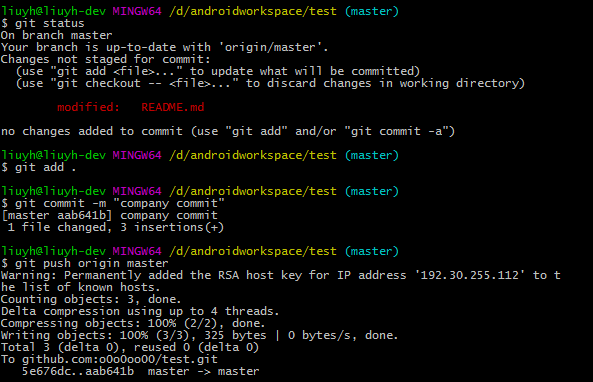 liuyh@liuyh-dev MINGW64 /d/androidworkspace/test (master)
$ git status
On branch master
Your branch is up-to-date with 'origin/master'.
Changes not staged for commit:
  (use "git add <file>..." to update what will be committed)
  (use "git checkout -- <file>..." to discard changes in working directory)
        modified:   README.md
no changes added to commit (use "git add" and/or "git commit -a")
liuyh@liuyh-dev MINGW64 /d/androidworkspace/test (master)
$ git add .
liuyh@liuyh-dev MINGW64 /d/androidworkspace/test (master)
$ git commit -m "company commit"
[master aab641b] company commit
 1 file changed, 3 insertions(+)
liuyh@liuyh-dev MINGW64 /d/androidworkspace/test (master)
$ git push origin master
Warning: Permanently added the RSA host key for IP address '192.30.255.112' to t
he list of known hosts.
Counting objects: 3, done.
Delta compression using up to 4 threads.
Compressing objects: 100% (2/2), done.
Writing objects: 100% (3/3), 325 bytes | 0 bytes/s, done.
Total 3 (delta 0), reused 0 (delta 0)
To github.com:o0o0oo00/test.git
   5e676dc..aab641b  master -> master